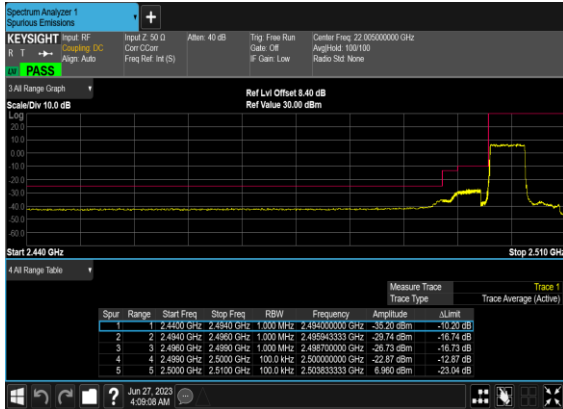 Spectrum Analyzer 1
Spurious Emissions
+
KEYSIGHT Input: RF Input Z: 50 Ω Atten: 40 dB Trig: Free Run Center Freq: 22.005000000 GHz
R T Coupling: DC Corr CCorr Gate: Off Avg|Hold: 100/100
Align: Auto Freq Ref: Int (S) IF Gain: Low Radio Std: None
PASS
3 All Range Graph Ref Lvl Offset 8.40 dB
Scale/Div 10.0 dB Ref Value 30.00 dBm
Log
20.0
10.0
0.00
-10.0
-20.0
-30.0
-40.0
-50.0
-60.0
Start 2.440 GHz Stop 2.510 GHz
4 All Range Table
Measure Trace Trace 1
Trace Type Trace Average (Active)
Spur Range Start Freq Stop Freq RBW Frequency Amplitude ΔLimit
1 1 2.4400 GHz 2.4940 GHz 1.000 MHz 2.494000000 GHz -35.20 dBm -10.20 dB
2 2 2.4940 GHz 2.4960 GHz 1.000 MHz 2.495943333 GHz -29.74 dBm -16.74 dB
3 3 2.4960 GHz 2.4990 GHz 1.000 MHz 2.498700000 GHz -26.73 dBm -16.73 dB
4 4 2.4990 GHz 2.5000 GHz 100.0 kHz 2.500000000 GHz -22.87 dBm -12.87 dB
5 5 2.5000 GHz 2.5100 GHz 100.0 kHz 2.503833333 GHz 6.960 dBm -23.04 dB
? Jun 27, 2023
4:09:08 AM